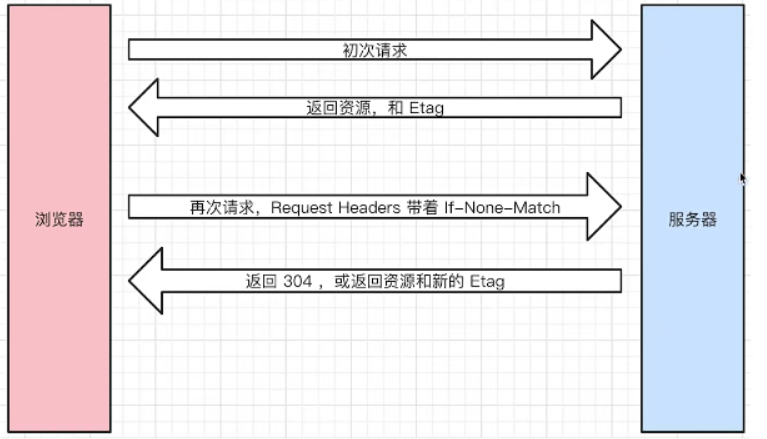 初次请求
返回资源，和 Etag
再次请求，Request Headers 带着 If-None-Match
浏览器
服务器
返回 304 ，或返回资源和新的 Etag